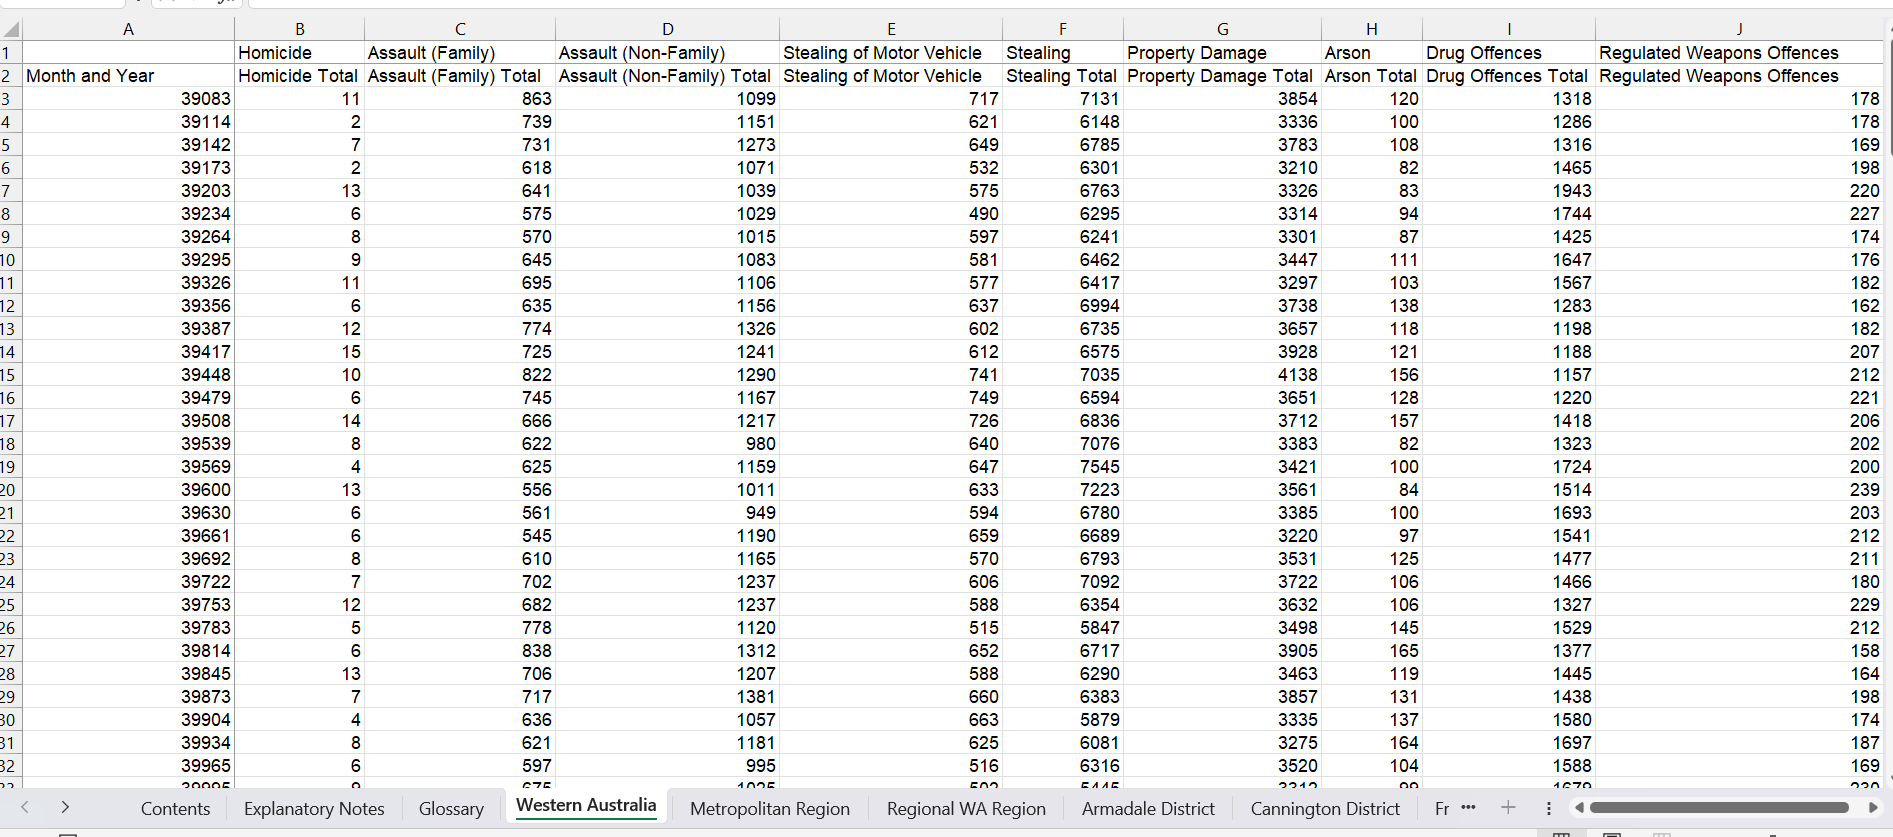 A B C D E F G H I J
1 Homicide Assault (Family) Assault (Non-Family) Stealing of Motor Vehicle Stealing Property Damage Arson Drug Offences Regulated Weapons Offences
2 Month and Year Homicide Total Assault (Family) Total Assault (Non-Family) Total Stealing of Motor Vehicle Stealing Total Property Damage Total Arson Total Drug Offences Total Regulated Weapons Offences
3 39083 11 863 1099 717 7131 3854 120 1318 178
4 39114 2 739 1151 621 6148 3336 100 1286 178
5 39142 7 731 1273 649 6785 3783 108 1316 169
6 39173 2 618 1071 532 6301 3210 82 1465 198
7 39203 13 641 1039 575 6763 3326 83 1943 220
8 39234 6 575 1029 490 6295 3314 94 1744 227
9 39264 8 570 1015 597 6241 3301 87 1425 174
10 39295 9 645 1083 581 6462 3447 111 1647 176
11 39326 11 695 1106 577 6417 3297 103 1567 182
12 39356 6 635 1156 637 6994 3738 138 1283 162
13 39387 12 774 1326 602 6735 3657 118 1198 182
14 39417 15 725 1241 612 6575 3928 121 1188 207
15 39448 10 822 1290 741 7035 4138 156 1157 212
16 39479 6 745 1167 749 6594 3651 128 1220 221
17 39508 14 666 1217 726 6836 3712 157 1418 206
18 39539 8 622 980 640 7076 3383 82 1323 202
19 39569 4 625 1159 647 7545 3421 100 1724 200
20 39600 13 556 1011 633 7223 3561 84 1514 239
21 39630 6 561 949 594 6780 3385 100 1693 203
22 39661 6 545 1190 659 6689 3220 97 1541 212
23 39692 8 610 1165 570 6793 3531 125 1477 211
24 39722 7 702 1237 606 7092 3722 106 1466 180
25 39753 12 682 1237 588 6354 3632 106 1327 229
26 39783 5 778 1120 515 5847 3498 145 1529 212
27 39814 6 838 1312 652 6717 3905 165 1377 158
28 39845 13 706 1207 588 6290 3463 119 1445 164
29 39873 7 717 1381 660 6383 3857 131 1438 198
30 39904 4 636 1057 663 5879 3335 137 1580 174
31 39934 8 621 1181 625 6081 3275 164 1697 187
32 39965 6 597 995 516 6316 3520 104 1588 169
Contents Explanatory Notes Glossary Western Australia Metropolitan Region Regional WA Region Armadale District Cannington District Fr